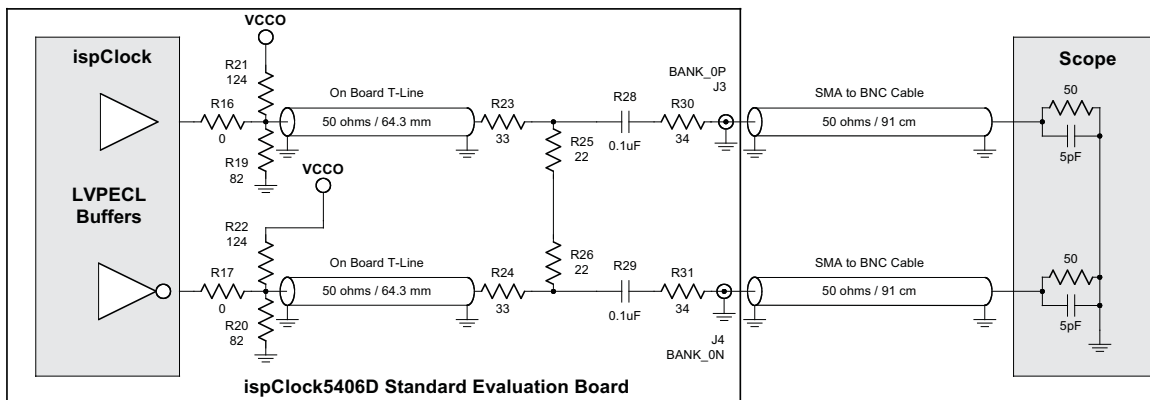 VCCO
ispClock
R21
124
R16
0
R19
82
On Board T-Line
50 ohms / 64.3 mm
R23
33
R25
22
R28
0.1uF
R30
34
BANK_0P
J3
SMA to BNC Cable
50 ohms / 91 cm
Scope
50
5pF
LVPECL
Buffers
VCCO
R22
124
R17
0
R20
82
On Board T-Line
50 ohms / 64.3 mm
R24
33
R26
22
R29
0.1uF
R31
34
J4
BANK_0N
SMA to BNC Cable
50 ohms / 91 cm
50
5pF
ispClock5406D Standard Evaluation Board